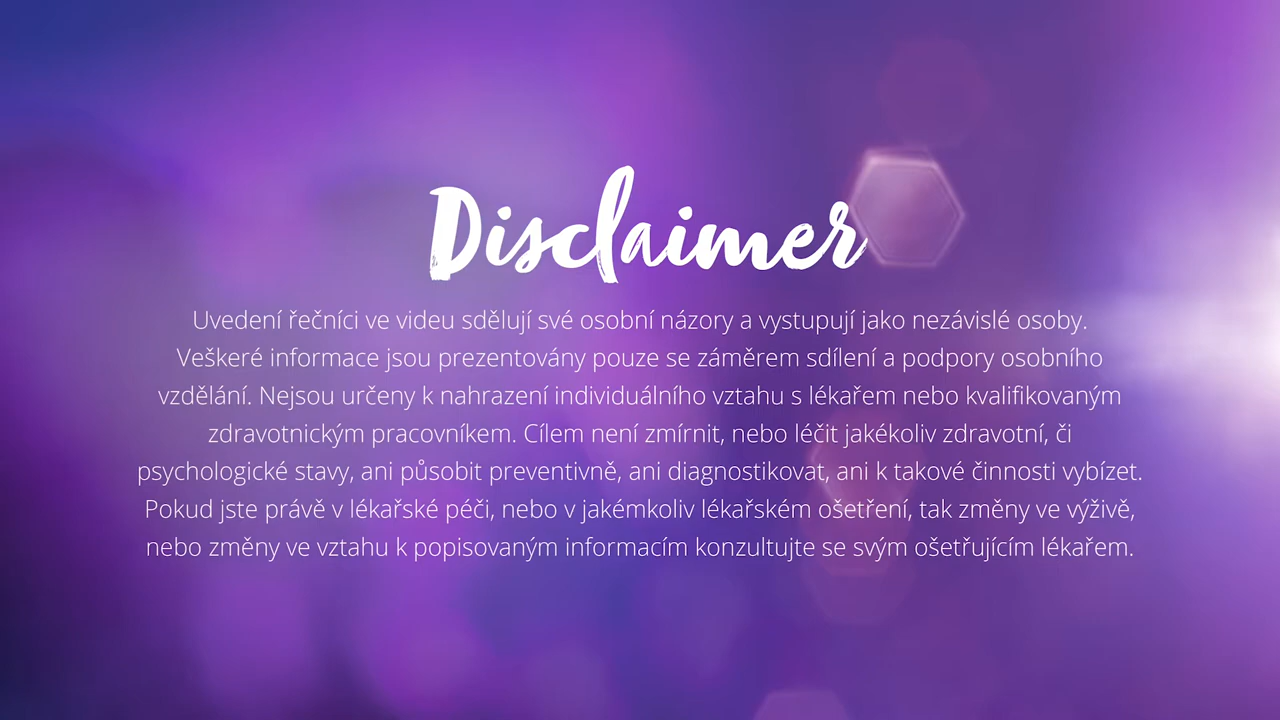 Disclaimer
Uvedení řečníci ve videu sdělují své osobní názory a vystupují jako nezávislé osoby.
Veškeré informace jsou prezentovány pouze se záměrem sdílení a podpory osobního
vzdělání. Nejsou určeny k nahrazení individuálního vztahu s lékařem nebo kvalifikovaným
zdravotnickým pracovníkem. Cílem není zmírnit, nebo léčit jakékoliv zdravotní, či
psychologické stavy, ani působit preventivně, ani diagnostikovat, ani k takové činnosti vybízet.
Pokud jste právě v lékařské péči, nebo v jakémkoliv lékařském ošetření, tak změny ve výživě,
nebo změny ve vztahu k popisovaným informacím konzultujte se svým ošetřujícím lékařem.